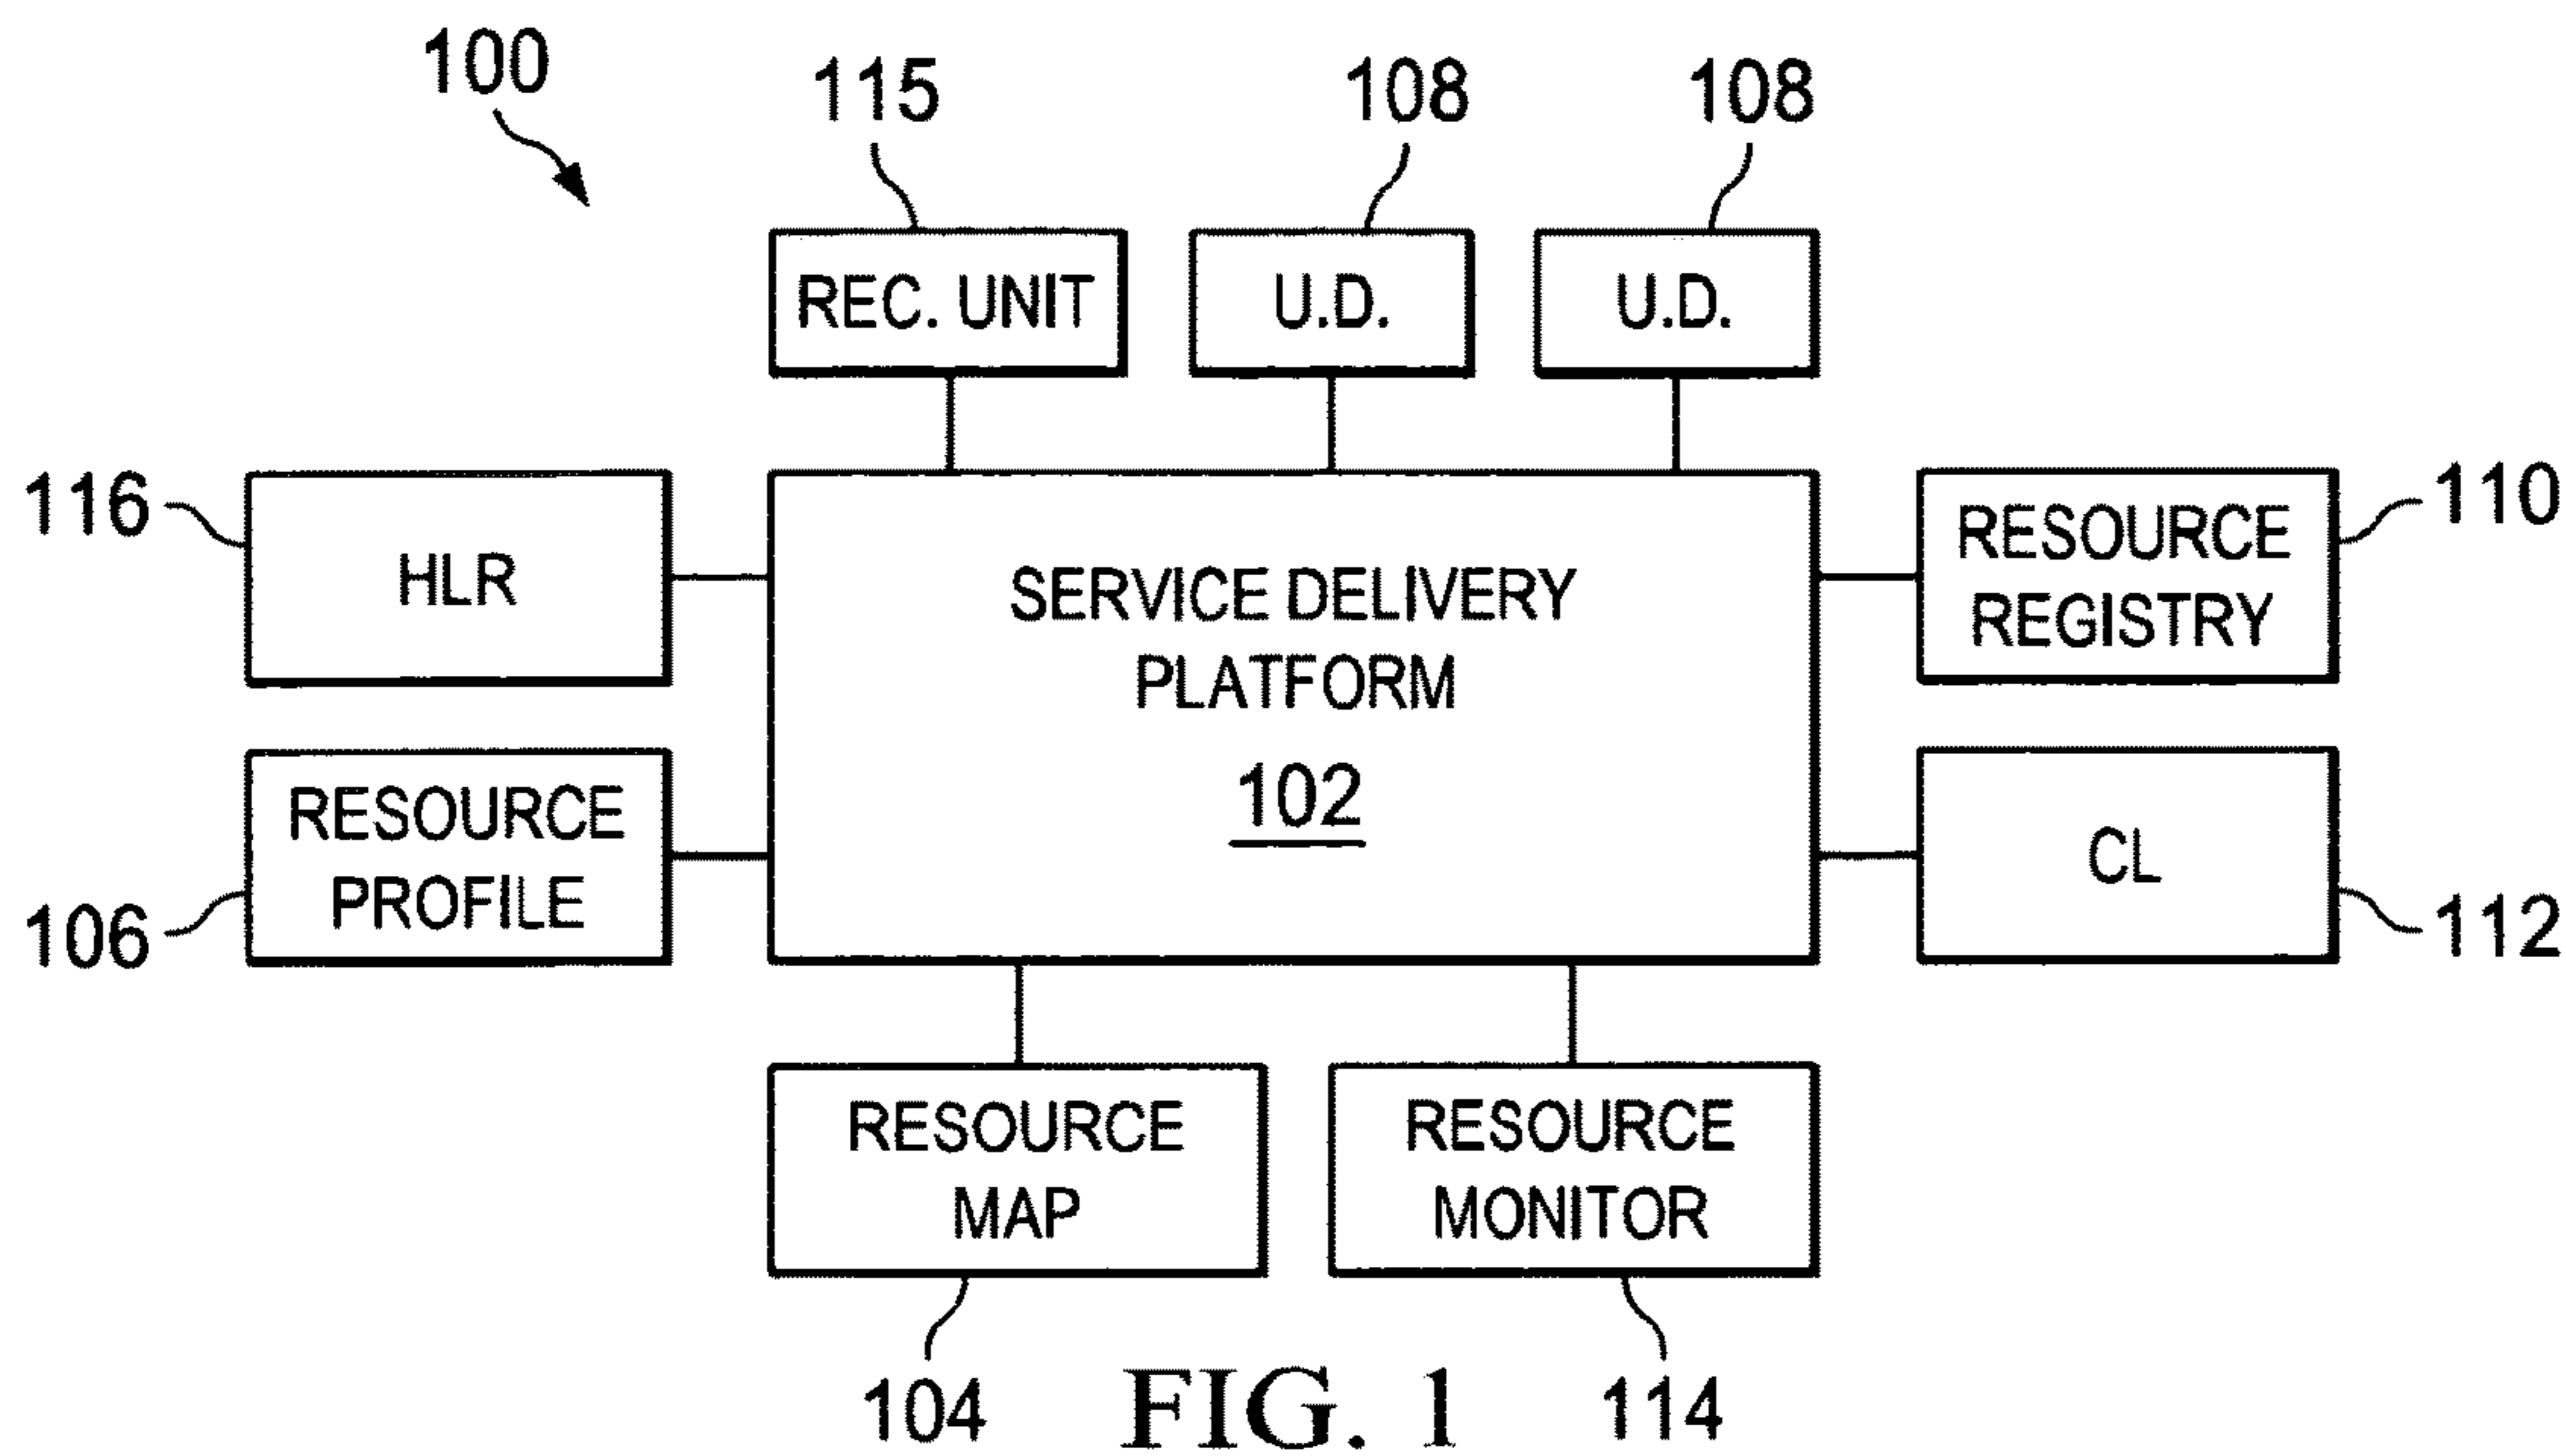 100
115
108
108
REC. UNIT
U.D.
U.D.
116
HLR
SERVICE DELIVERY
PLATFORM
102
RESOURCE
REGISTRY
110
RESOURCE
PROFILE
106
CL
112
RESOURCE
MAP
RESOURCE
MONITOR
104
114
FIG. 1